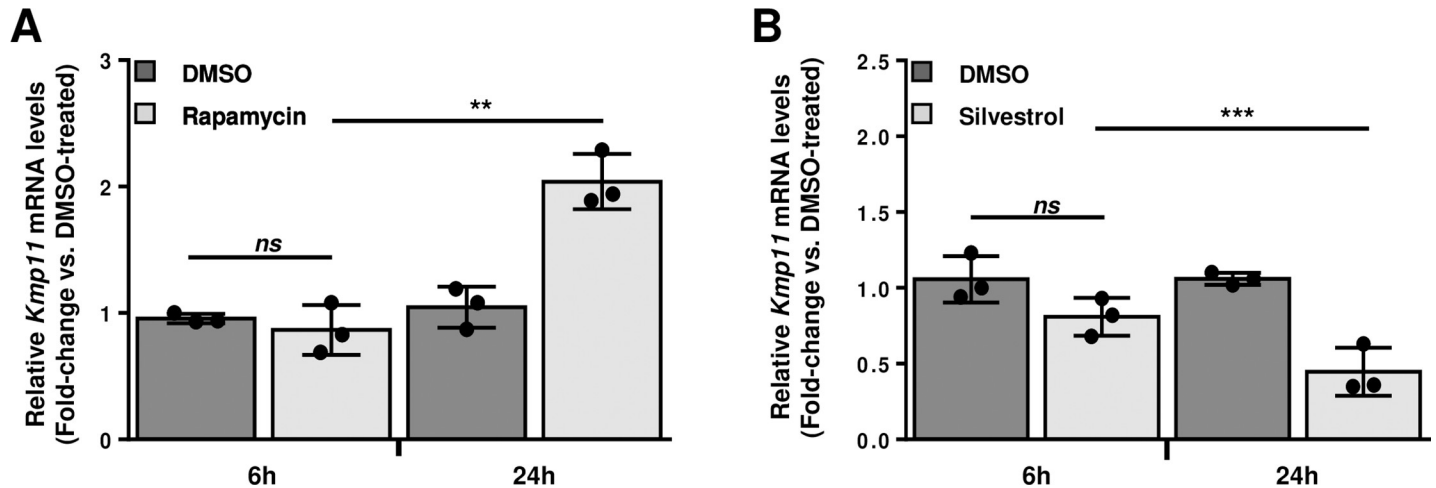 A
Relative Kmp11 mRNA levels
(Fold-change vs. DMSO-treated)
3
2
1
0
DMSO
Rapamycin
**
ns
6h
24h
B
Relative Kmp11 mRNA levels
(Fold-change vs. DMSO-treated)
2.5
2.0
1.5
1.0
0.5
0.0
DMSO
Silvestrol
***
ns
6h
24h